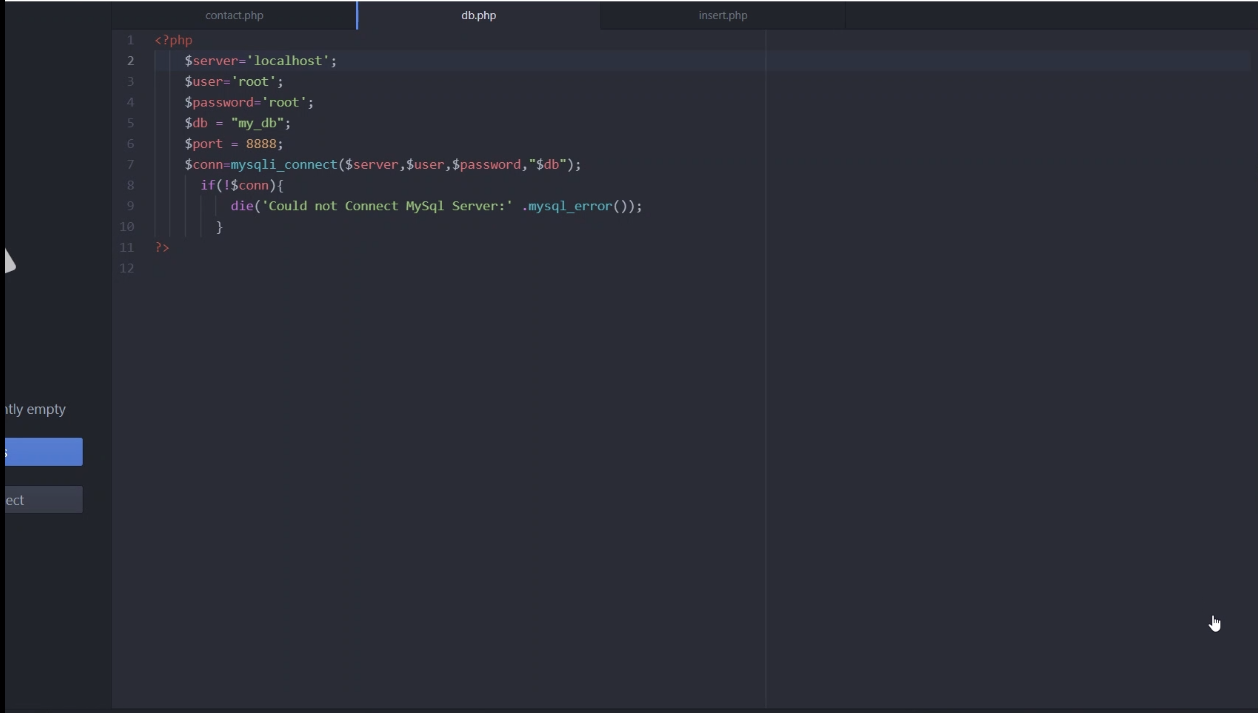 contact.php
db.php
insert.php
1 <?php
2 $server='localhost';
3 $user='root';
4 $password='root';
5 $db = "my_db";
6 $port = 8888;
7 $conn=mysqli_connect($server,$user,$password,"$db");
8 if(!$conn){
9 die('Could not Connect MySql Server:' .mysql_error());
10 }
11 ?>
12
empty
ect